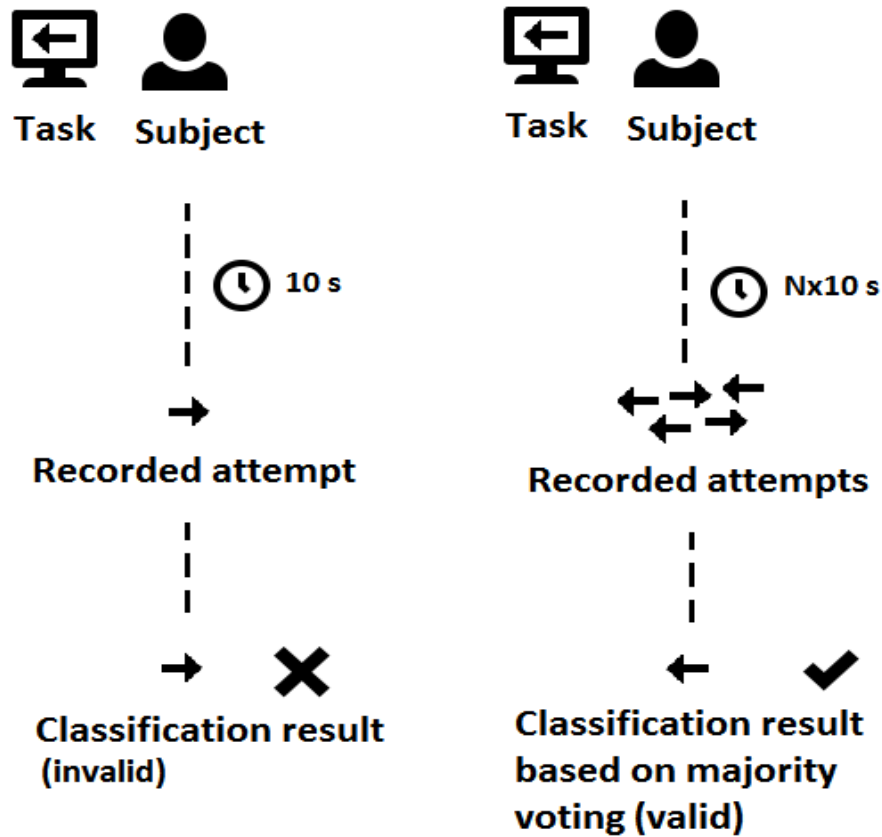 Task Subject
10 s
Recorded attempt
Classification result
(invalid)
Task Subject
Nx10 s
Recorded attempts
Classification result
based on majority
voting (valid)